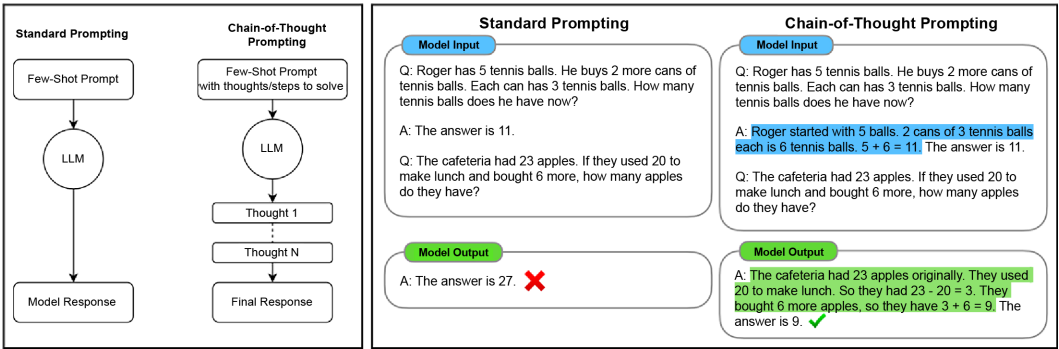 Standard Prompting
Few-Shot Prompt
LLM
Model Response
Chain-of-Thought
Prompting
Few-Shot Prompt
with thoughts/steps to solve
LLM
Thought 1
Thought N
Final Response
Standard Prompting
Model Input
Q: Roger has 5 tennis balls. He buys 2 more cans of
tennis balls. Each can has 3 tennis balls. How many
tennis balls does he have now?
A: The answer is 11.
Q: The cafeteria had 23 apples. If they used 20 to
make lunch and bought 6 more, how many apples
do they have?
Model Output
A: The answer is 27.
Chain-of-Thought Prompting
Model Input
Q: Roger has 5 tennis balls. He buys 2 more cans of
tennis balls. Each can has 3 tennis balls. How many
tennis balls does he have now?
A: Roger started with 5 balls. 2 cans of 3 tennis balls
each is 6 tennis balls. 5 + 6 = 11. The answer is 11.
Q: The cafeteria had 23 apples. If they used 20 to
make lunch and bought 6 more, how many apples
do they have?
Model Output
A: The cafeteria had 23 apples originally. They used
20 to make lunch. So they had 23 - 20 = 3. They
bought 6 more apples, so they have 3 + 6 = 9. The
answer is 9.